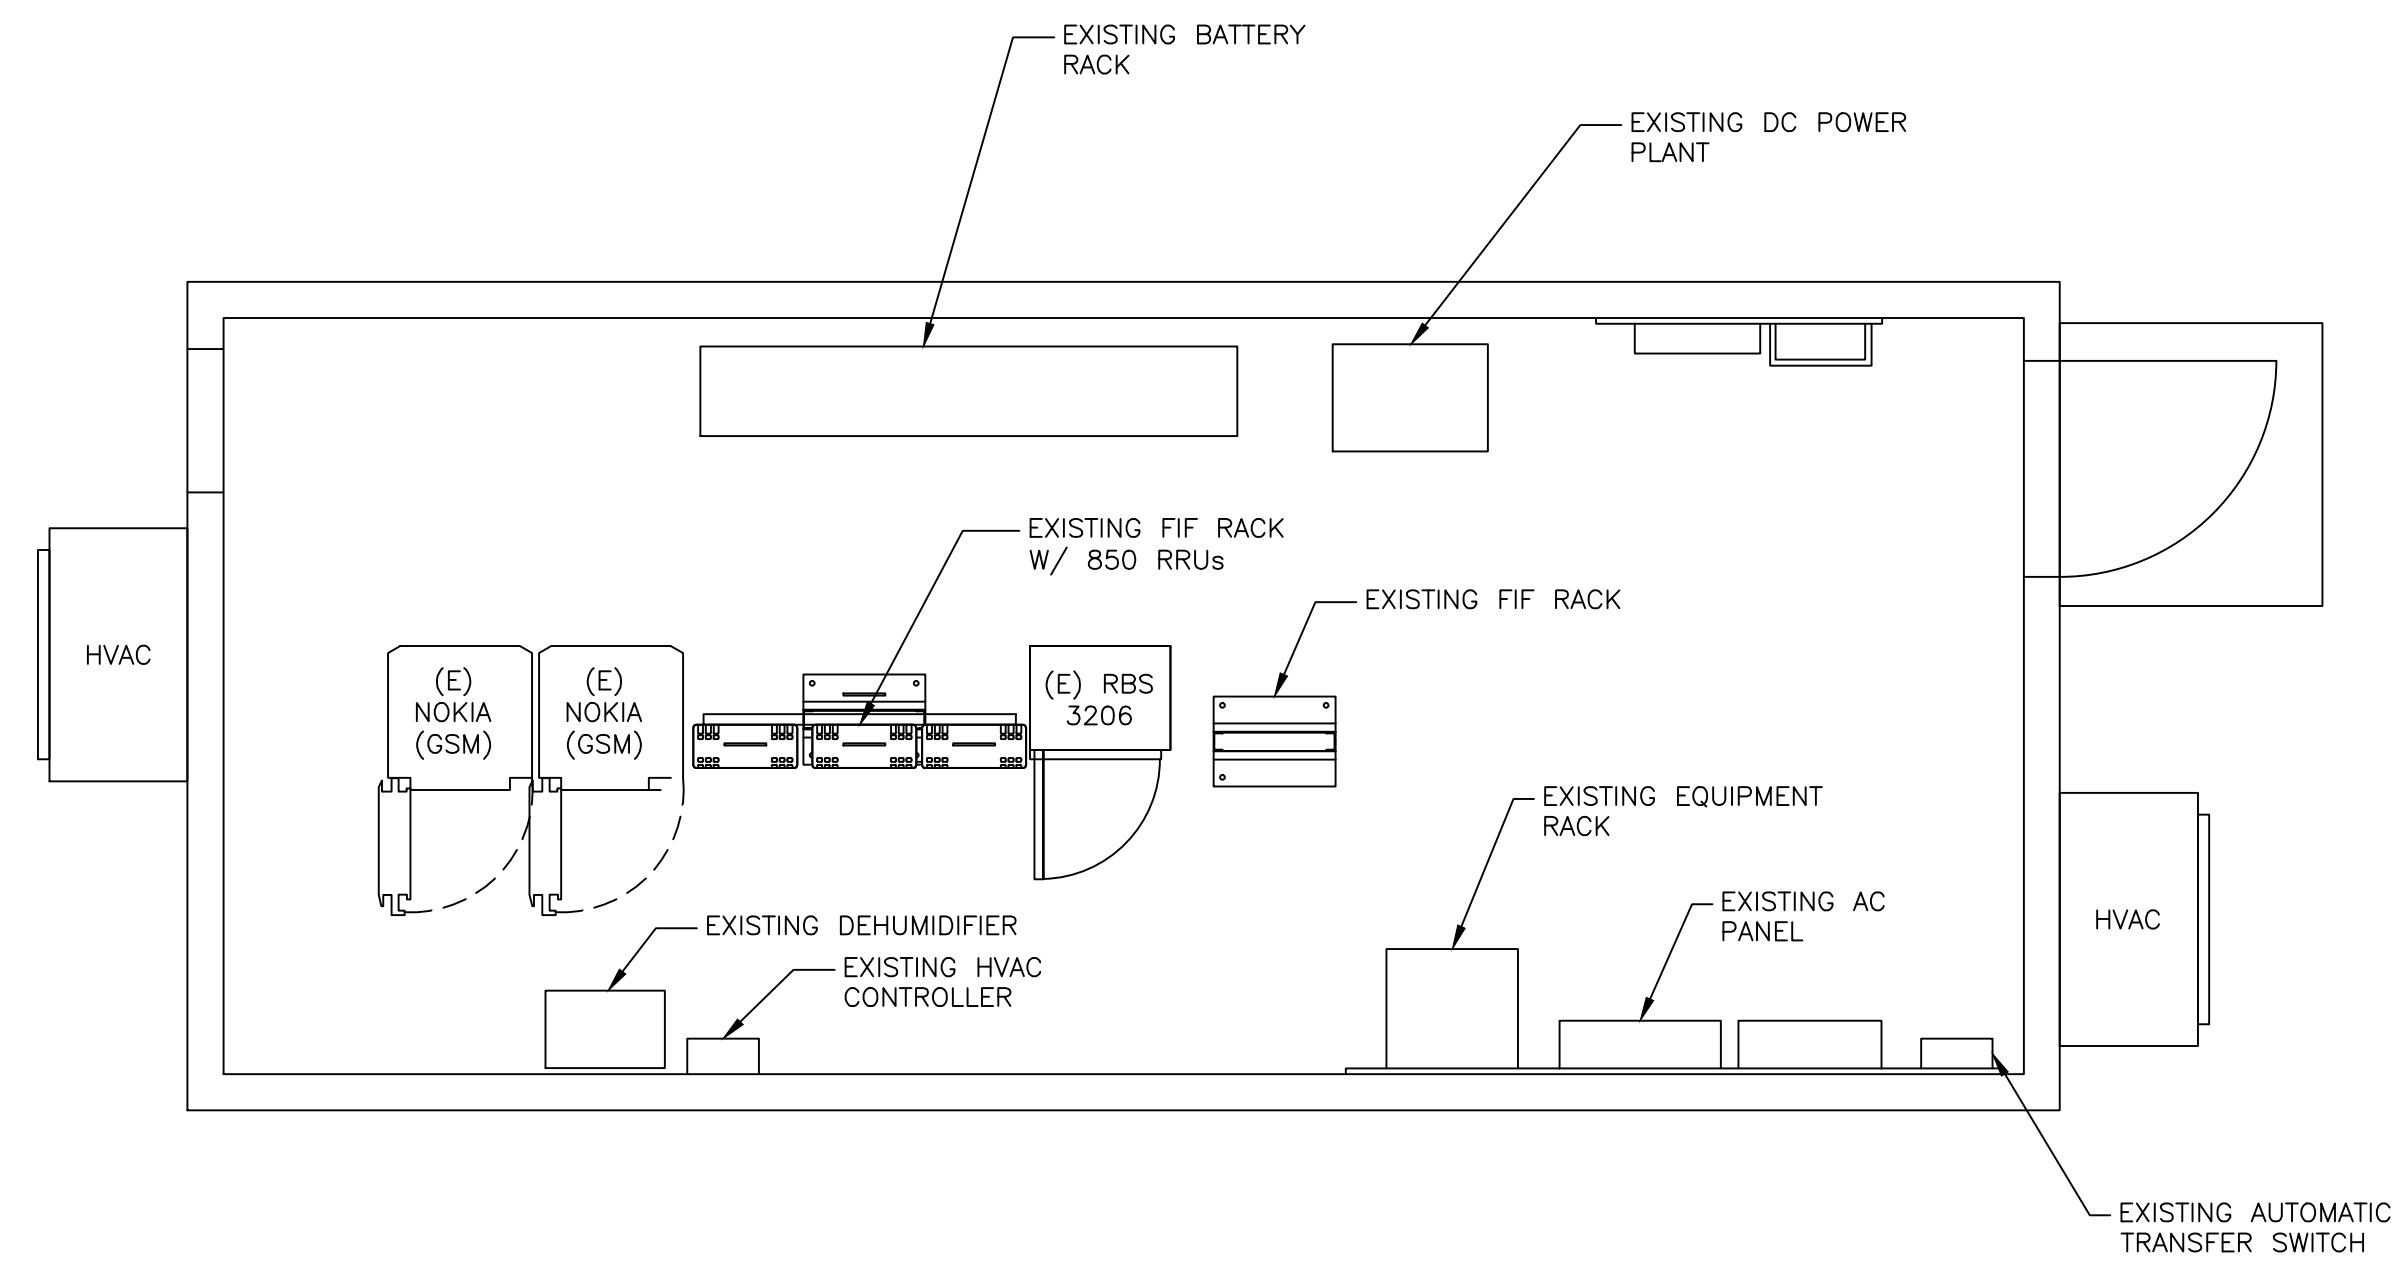 EXISTING BATTERY
RACK
EXISTING DC POWER
PLANT
EXISTING FIF RACK
W/ 850 RRUs
EXISTING FIF RACK
HVAC
(E)
NOKIA
(GSM)
(E)
NOKIA
(GSM)
(E) RBS
3206
EXISTING EQUIPMENT
RACK
EXISTING AC
PANEL
HVAC
EXISTING DEHUMIDIFIER
EXISTING HVAC
CONTROLLER
EXISTING AUTOMATIC
TRANSFER SWITCH